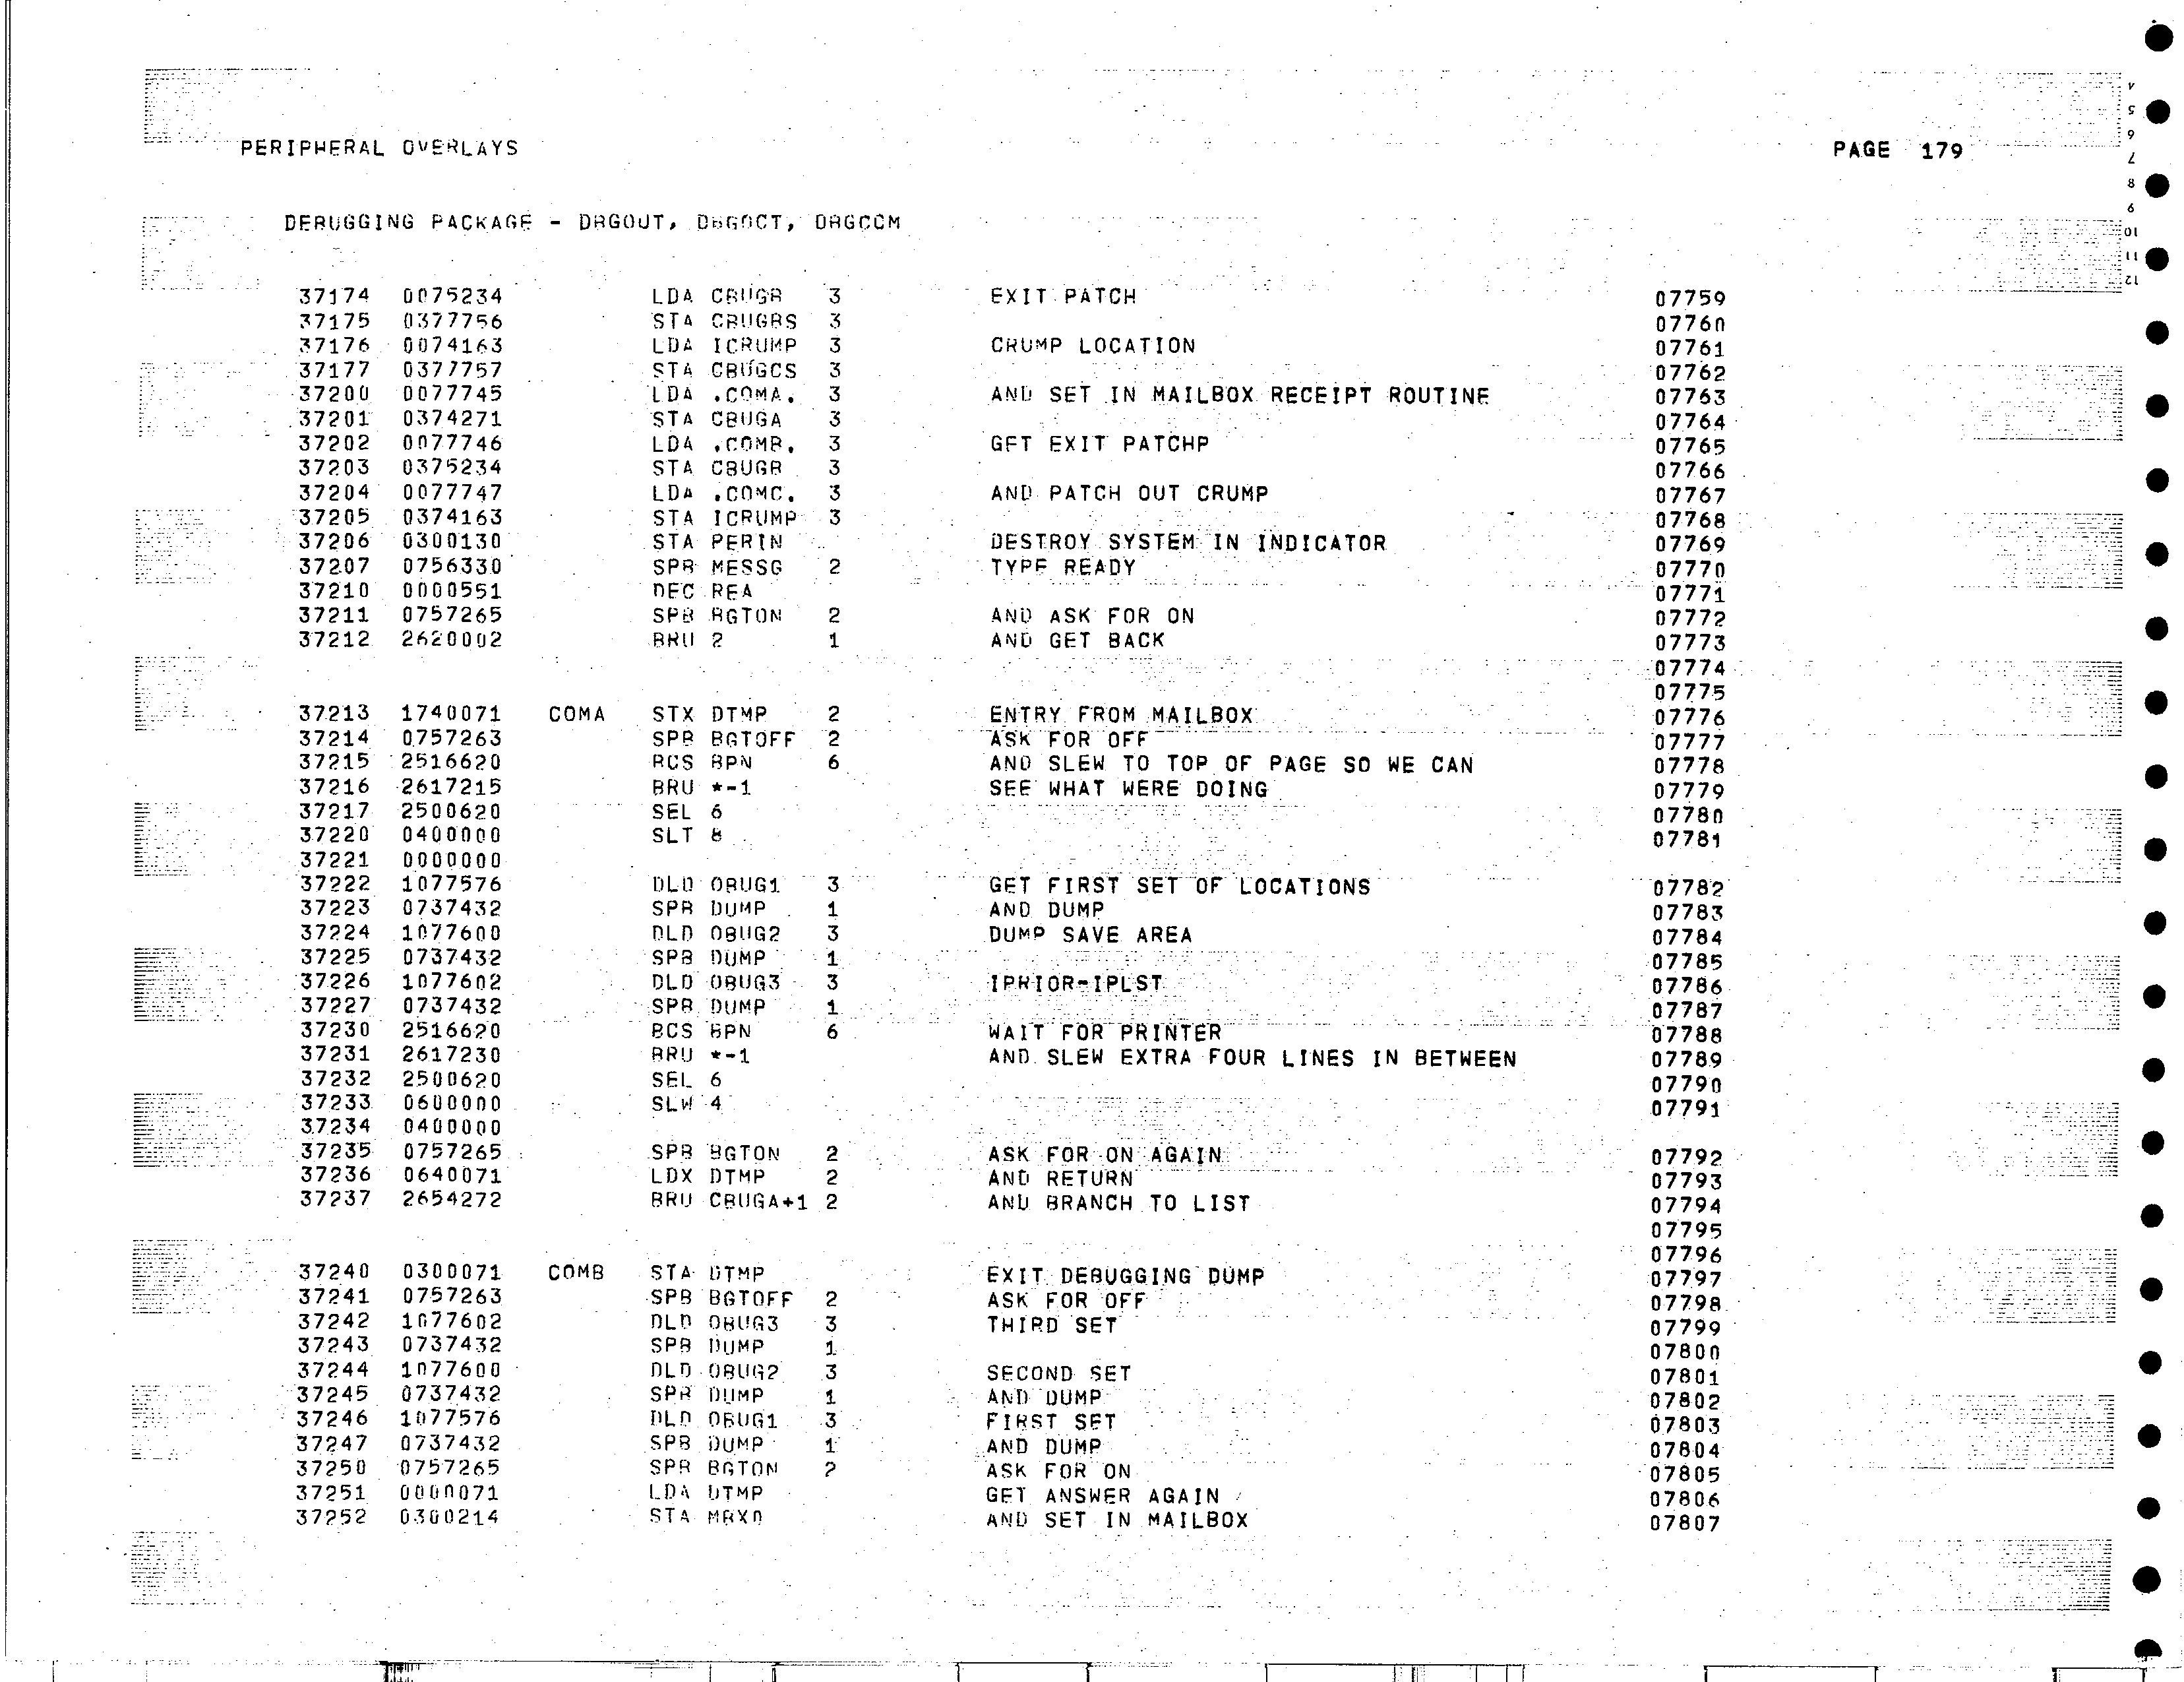 PERIPHERAL OVERLAYS PAGE 179
DEBUGGING PACKAGE - DBGOUT, DBGOCT, DBGCOM
37174 0075234 LDA CBUGB 3 EXIT PATCH 07759
37175 0377756 STA CBUGBS 3 07760
37176 0074163 LDA ICRUMP 3 CRUMP LOCATION 07761
37177 0377757 STA CBUGCS 3 07762
37200 0077745 LDA .COMA. 3 AND SET IN MAILBOX RECEIPT ROUTINE 07763
37201 0374271 STA CBUGA 3 07764
37202 0077746 LDA .COMB. 3 GET EXIT PATCHP 07765
37203 0375234 STA CBUGB 3 07766
37204 0077747 LDA .COMC. 3 AND PATCH OUT CRUMP 07767
37205 0374163 STA ICRUMP 3 07768
37206 0300130 STA PERIN DESTROY SYSTEM IN INDICATOR 07769
37207 0756330 SPB MESSG 2 TYPE READY 07770
37210 0000551 DEC REA 07771
37211 0757265 SPB BGTON 2 AND ASK FOR ON 07772
37212 2620002 BRU 2 1 AND GET BACK 07773
07774
07775
37213 1740071 COMA STX DTMP 2 ENTRY FROM MAILBOX 07776
37214 0757263 SPB BGTOFF 2 ASK FOR OFF 07777
37215 2516620 BCS BPN 6 AND SLEW TO TOP OF PAGE SO WE CAN 07778
37216 2617215 BRU *-1 SEE WHAT WERE DOING 07779
37217 2500620 SEL 6 07780
37220 0400000 SLT 8 07781
37221 0000000
37222 1077576 DLD OBUG1 3 GET FIRST SET OF LOCATIONS 07782
37223 0737432 SPB DUMP 1 AND DUMP 07783
37224 1077600 DLD OBUG2 3 DUMP SAVE AREA 07784
37225 0737432 SPB DUMP 1 07785
37226 1077602 DLD OBUG3 3 IPRIOR-IPLST 07786
37227 0737432 SPB DUMP 1 07787
37230 2516620 BCS BPN 6 WAIT FOR PRINTER 07788
37231 2617230 BRU *-1 AND SLEW EXTRA FOUR LINES IN BETWEEN 07789
37232 2500620 SEL 6 07790
37233 0600000 SLW 4 07791
37234 0400000
37235 0757265 SPB BGTON 2 ASK FOR ON AGAIN 07792
37236 0640071 LDX DTMP 2 AND RETURN 07793
37237 2654272 BRU CBUGA+1 2 AND BRANCH TO LIST 07794
07795
07796
37240 0300071 COMB STA DTMP EXIT DEBUGGING DUMP 07797
37241 0757263 SPB BGTOFF 2 ASK FOR OFF 07798
37242 1077602 DLD OBUG3 3 THIRD SET 07799
37243 0737432 SPB DUMP 1 07800
37244 1077600 DLD OBUG2 3 SECOND SET 07801
37245 0737432 SPB DUMP 1 AND DUMP 07802
37246 1077576 DLD OBUG1 3 FIRST SET 07803
37247 0737432 SPB DUMP 1 AND DUMP 07804
37250 0757265 SPB BGTON 2 ASK FOR ON 07805
37251 0000071 LDA DTMP GET ANSWER AGAIN 07806
37252 0300214 STA MBX0 AND SET IN MAILBOX 07807